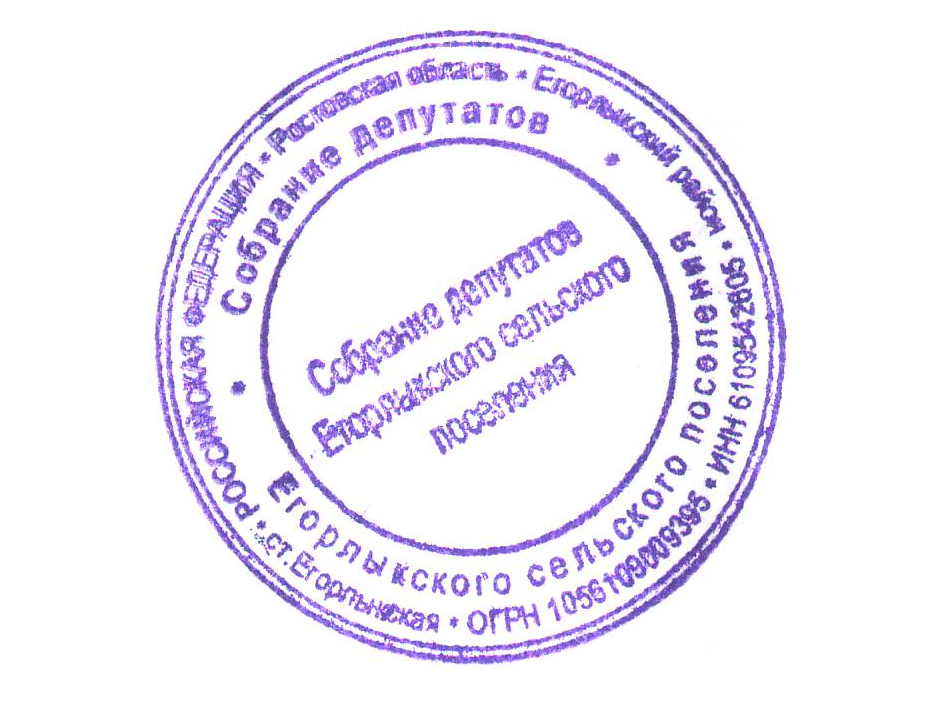 РОССИЙСКАЯ ФЕДЕРАЦИЯ * Ростовская область * Егорлыкский район *
ст. Егорлыкская * ОГРН 1056109009395 * ИНН 6109542605
Собрание депутатов *
Егорлыкского сельского поселения
Собрание депутатов
Егорлыкского сельского
поселения